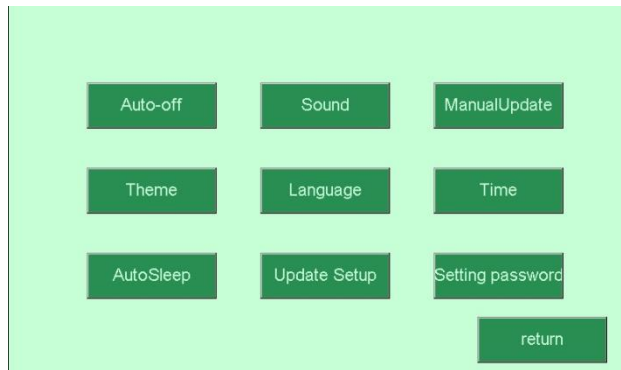 Auto-off
Sound
ManualUpdate
Theme
Language
Time
AutoSleep
Update Setup
Setting password
return